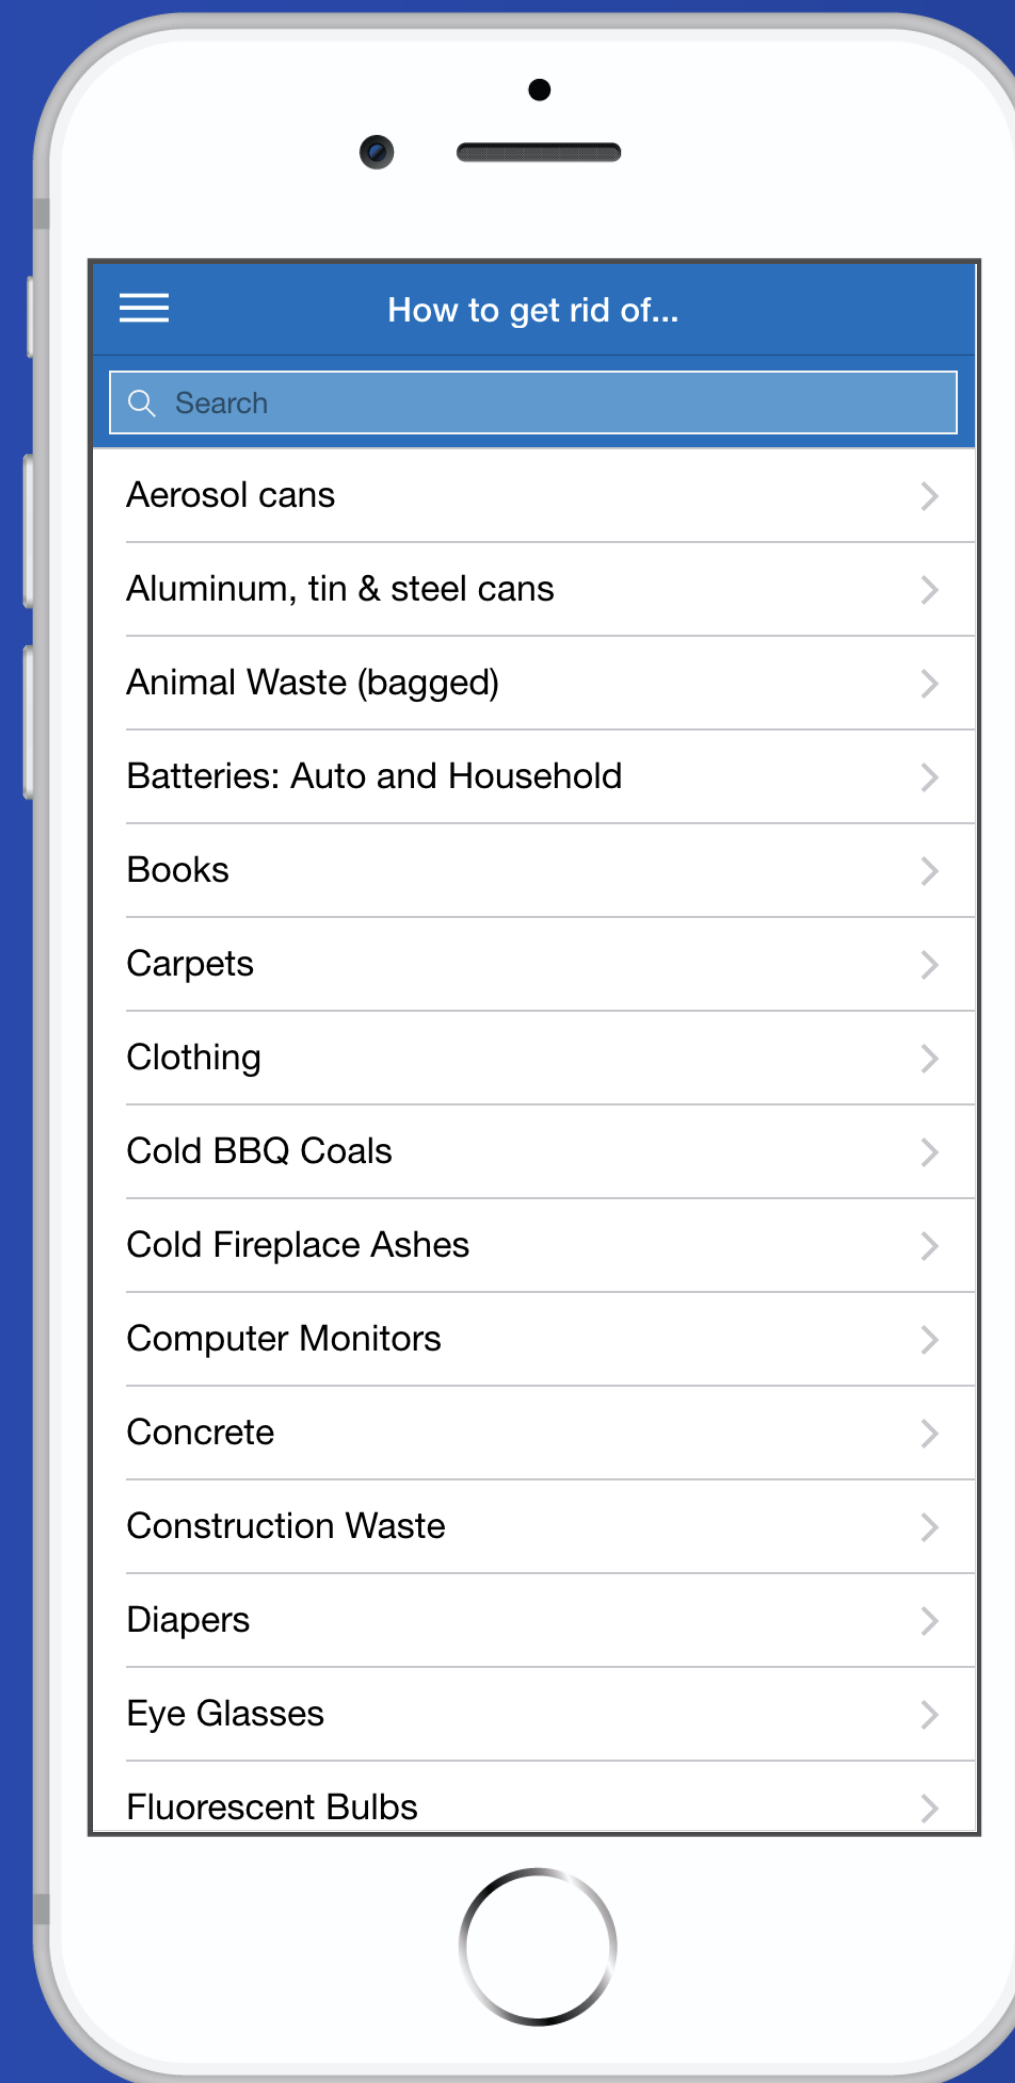 How to get rid of...
Search
Aerosol cans
Aluminum, tin & steel cans
Animal Waste (bagged)
Batteries: Auto and Household
Books
Carpets
Clothing
Cold BBQ Coals
Cold Fireplace Ashes
Computer Monitors
Concrete
Construction Waste
Diapers
Eye Glasses
Fluorescent Bulbs